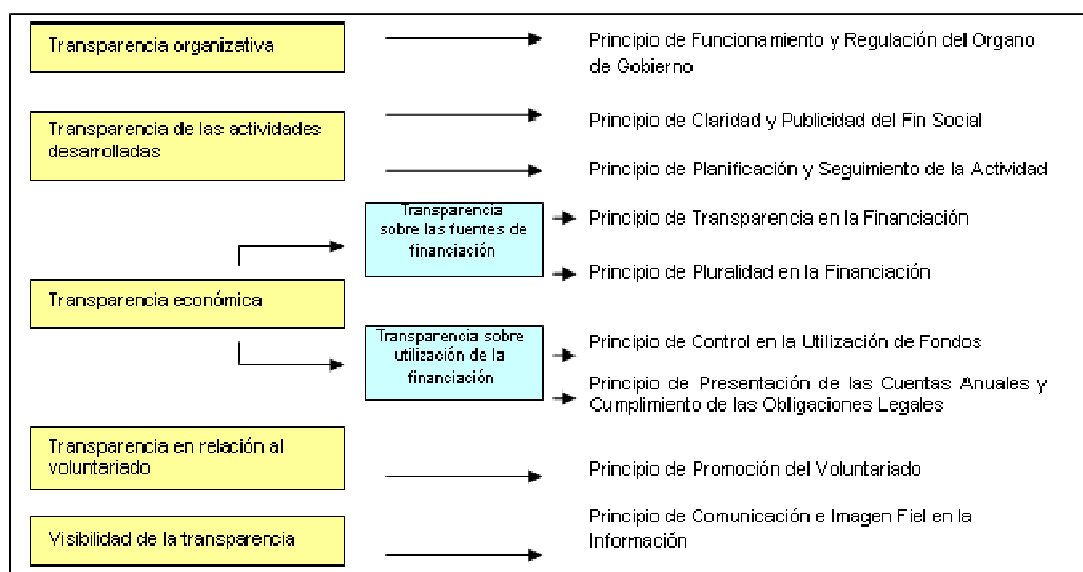 Transparencia organizativa
Principio de Funcionamiento y Regulación del Organo
de Gobierno
Transparencia de las actividades
desarrolladas
Principio de Claridad y Publicidad del Fin Social
Principio de Planificación y Seguimiento de la Actividad
Transparencia económica
Transparencia
sobre las fuentes de
financiación
Principio de Transparencia en la Financiación
Principio de Pluralidad en la Financiación
Transparencia sobre
utilización de la
financiación
Principio de Control en la Utilización de Fondos
Principio de Presentación de las Cuentas Anuales y
Cumplimiento de las Obligaciones Legales
Transparencia en relación al
voluntariado
Principio de Promoción del Voluntariado
Visibilidad de la transparencia
Principio de Comunicación e Imagen Fiel en la
Información